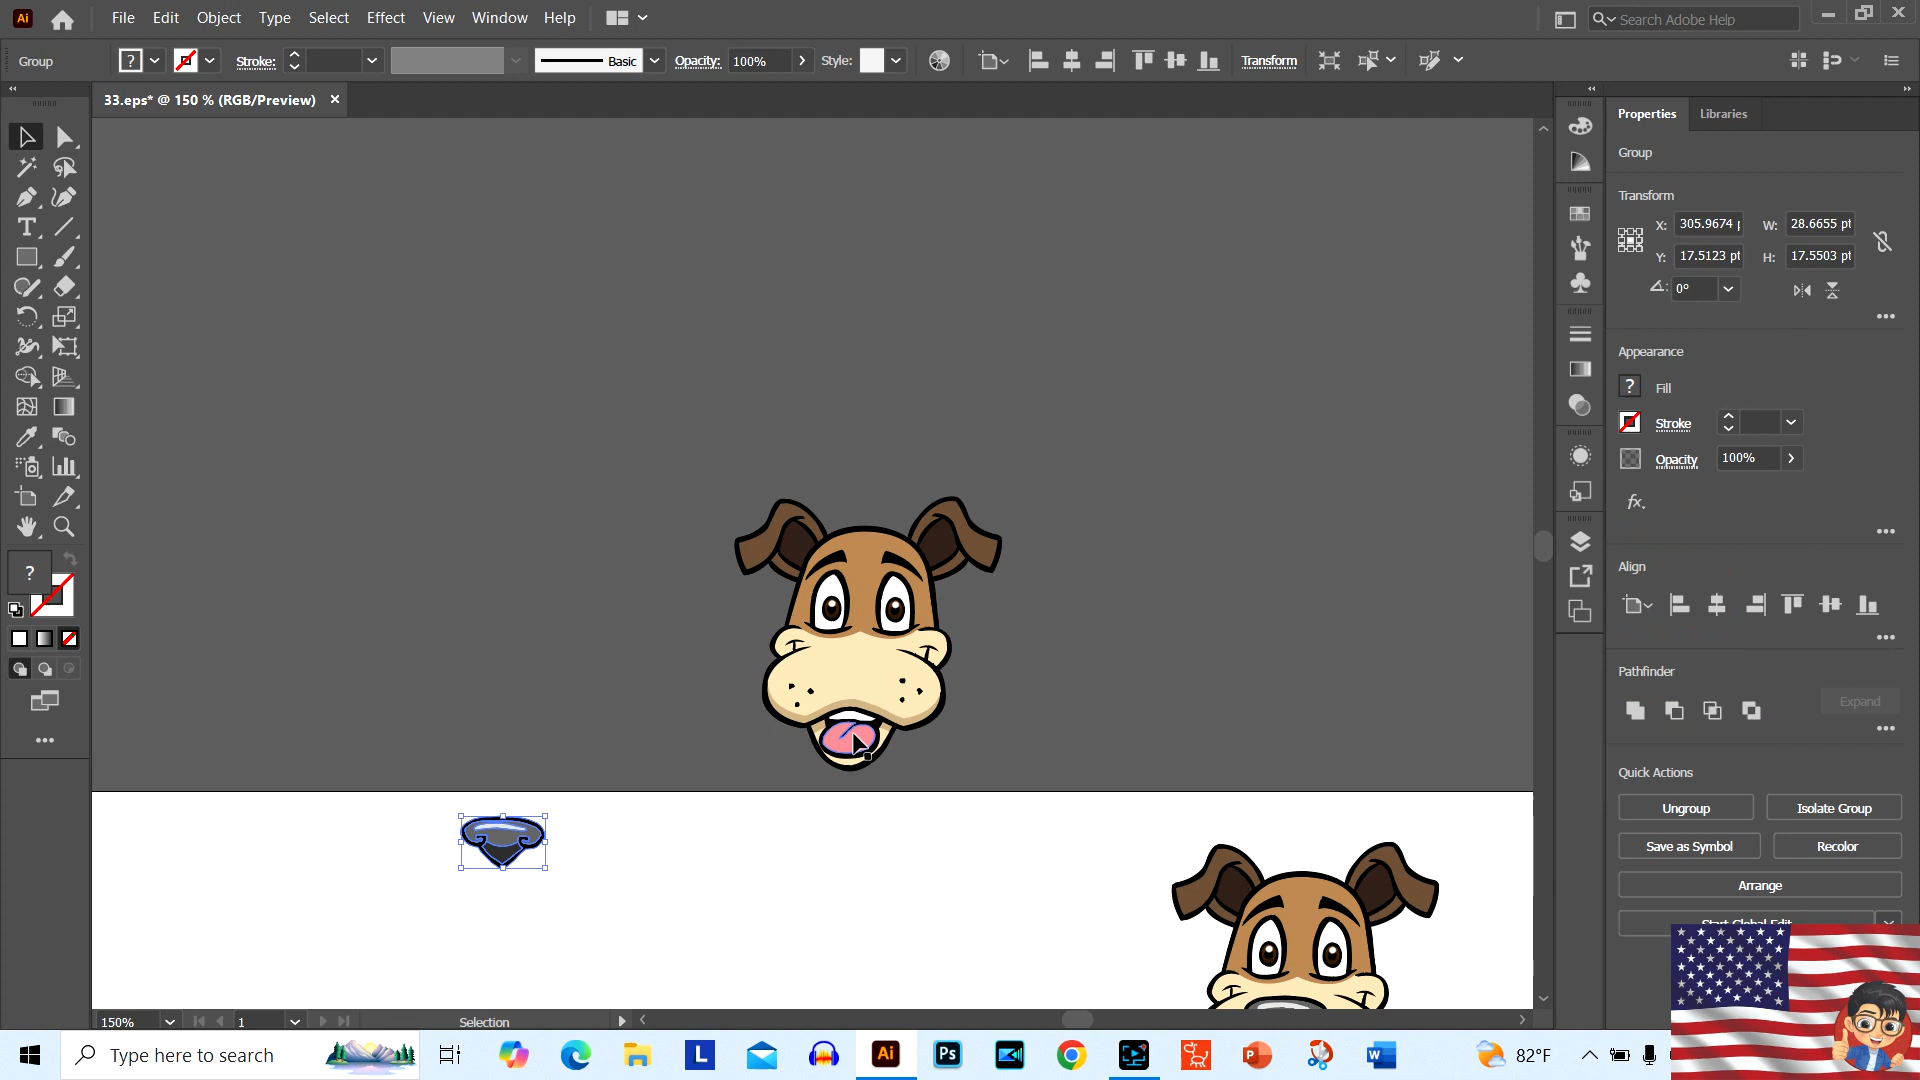 Ai File Edit Object Type Select Effect View Window Help Search Adobe Help
Group ? Stroke: Basic Opacity: 100% Style: Transform
33.eps* @ 150 % (RGB/Preview) ×
Properties Libraries
Group
Transform
X: 305.9674 W: 28.6655 pt
Y: 17.5123 pt H: 17.5503 pt
0°
Appearance
? Fill
Stroke
Opacity 100%
fx.
Align
Pathfinder
Expand
Quick Actions
Ungroup Isolate Group
Save as Symbol Recolor
Arrange
Start Global Edit
T
?
150% 1 Selection
Type here to search L Ai Ps P W 82°F